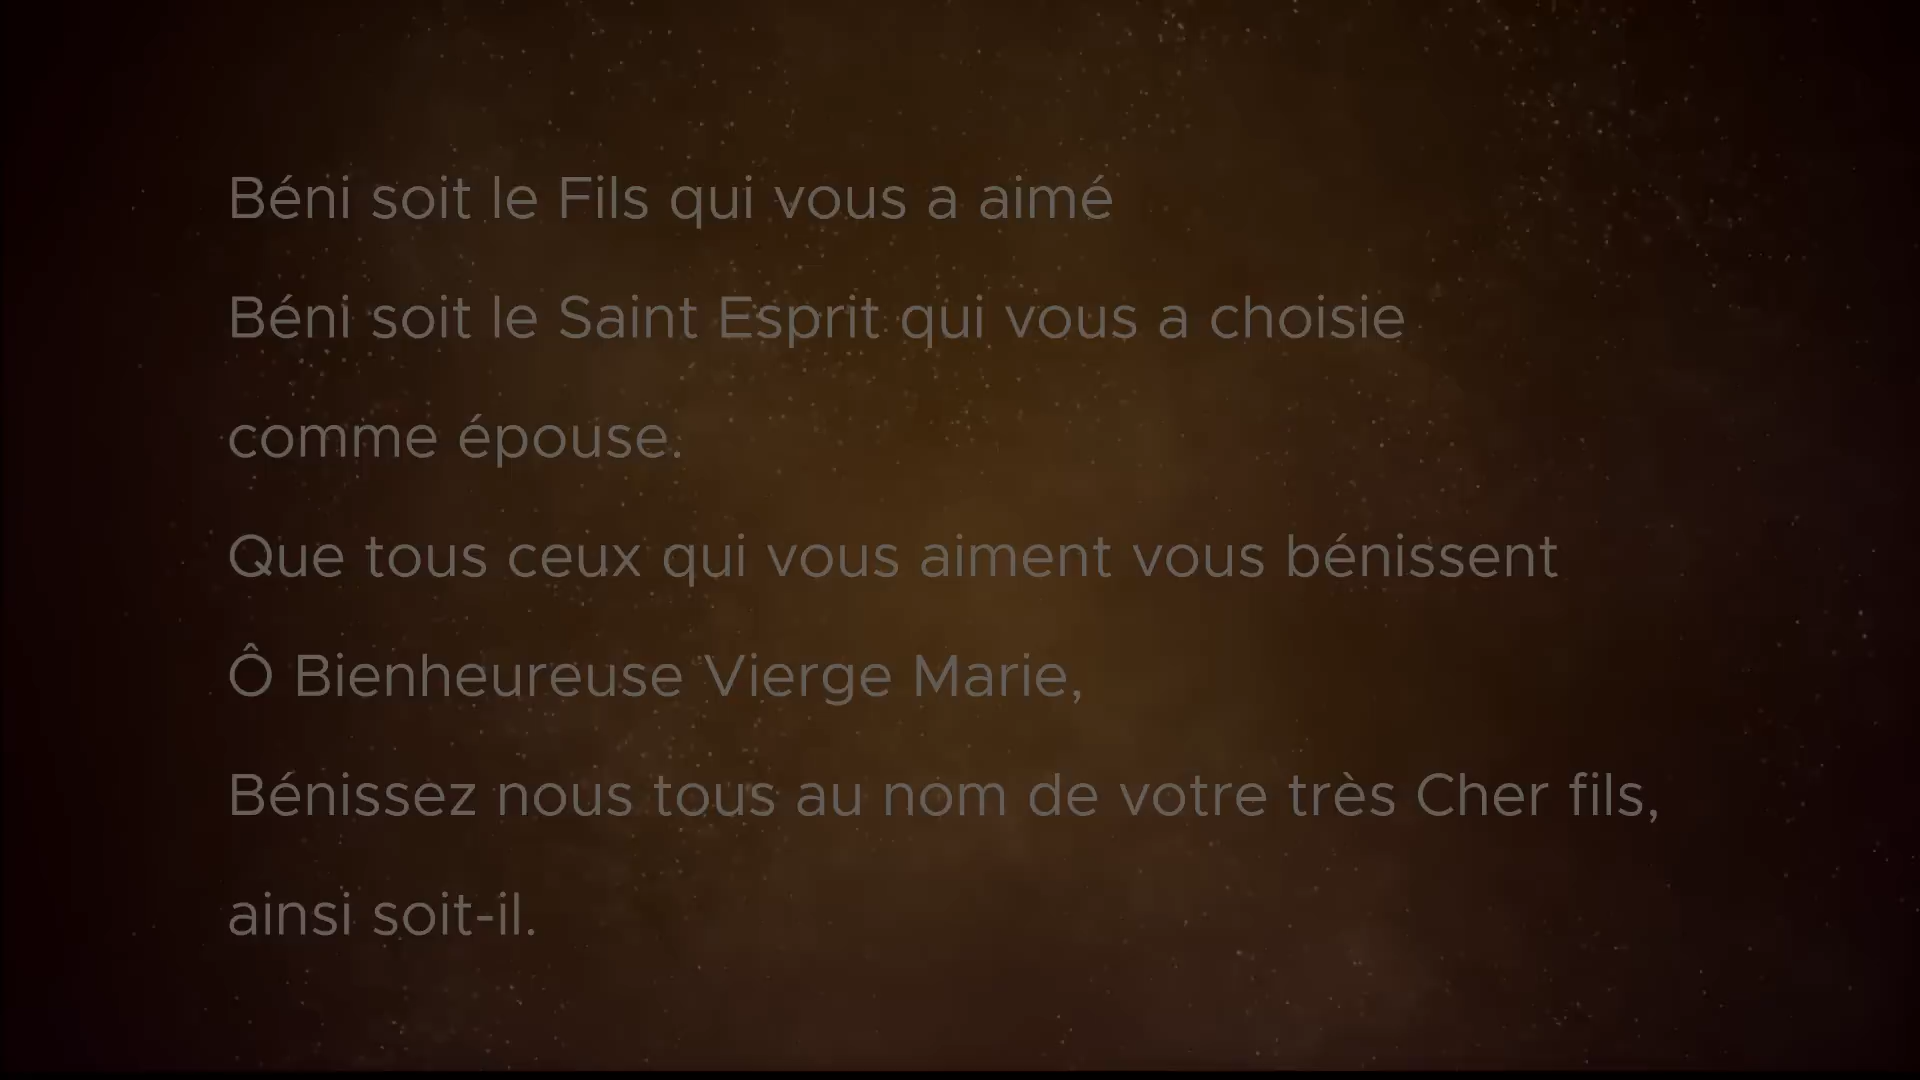 Béni soit le Fils qui vous a aimé
Béni soit le Saint Esprit qui vous a choisie
comme épouse.
Que tous ceux qui vous aiment vous bénissent
Ô Bienheureuse Vierge Marie,
Bénissez nous tous au nom de votre très Cher fils,
ainsi soit-il.